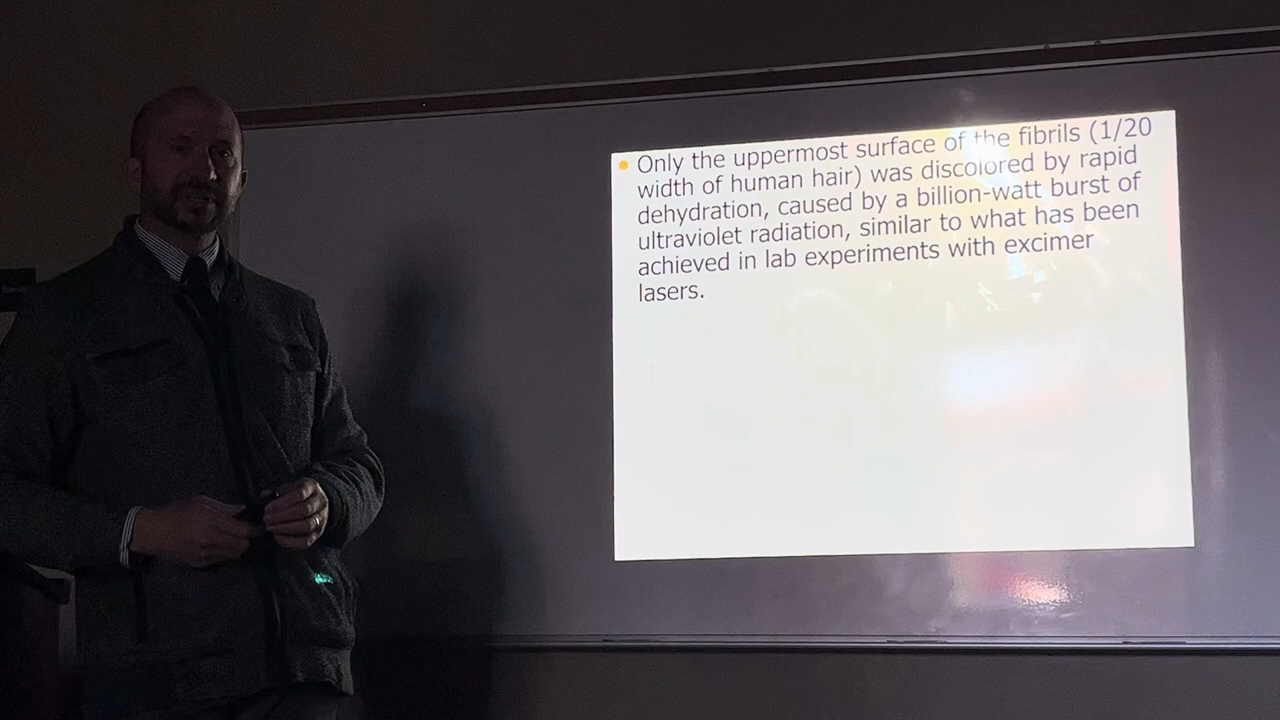 Only the uppermost surface of the fibrils (1/20
width of human hair) was discolored by rapid
dehydration, caused by a billion-watt burst of
ultraviolet radiation, similar to what has been
achieved in lab experiments with excimer
lasers.